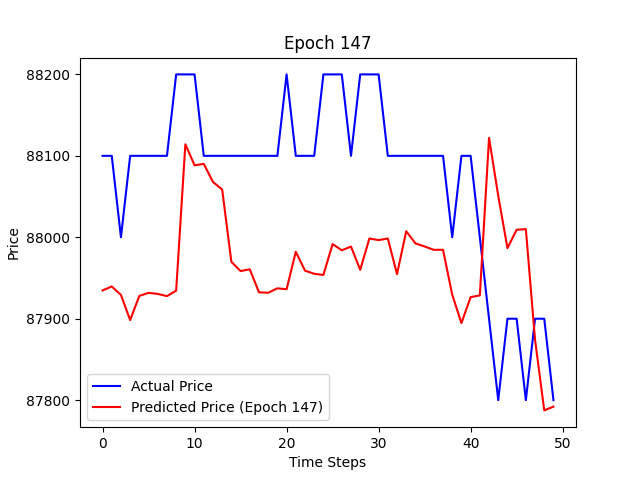 Epoch 147
88200
88100
88000
87900
87800
Price
Actual Price
Predicted Price (Epoch 147)
0 10 20 30 40 50
Time Steps